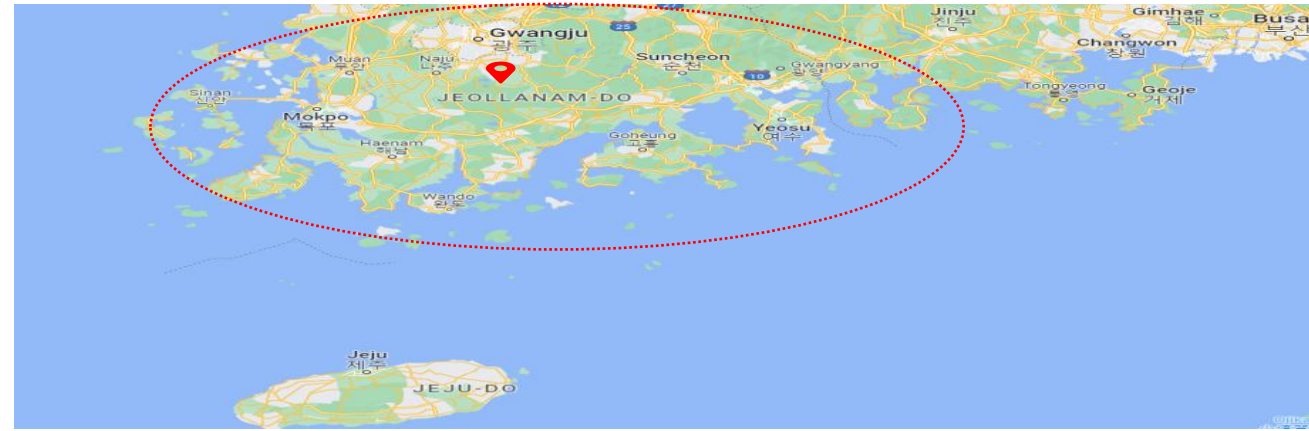 Gwangju
광주
25
27
Jinju
진주
Gimhae
김해
Busa
부산
Changwon
창원
Muan
무안
Naju
나주
Suncheon
순천
10
Gwangyang
광양
Sinan
신안
JEOLLANAM-DO
Tongyeong
통영
Geoje
거제
Mokpo
목포
Haenam
해남
Goheung
고흥
Yeosu
여수
Wando
완도
Jeju
제주
JEJU-DO